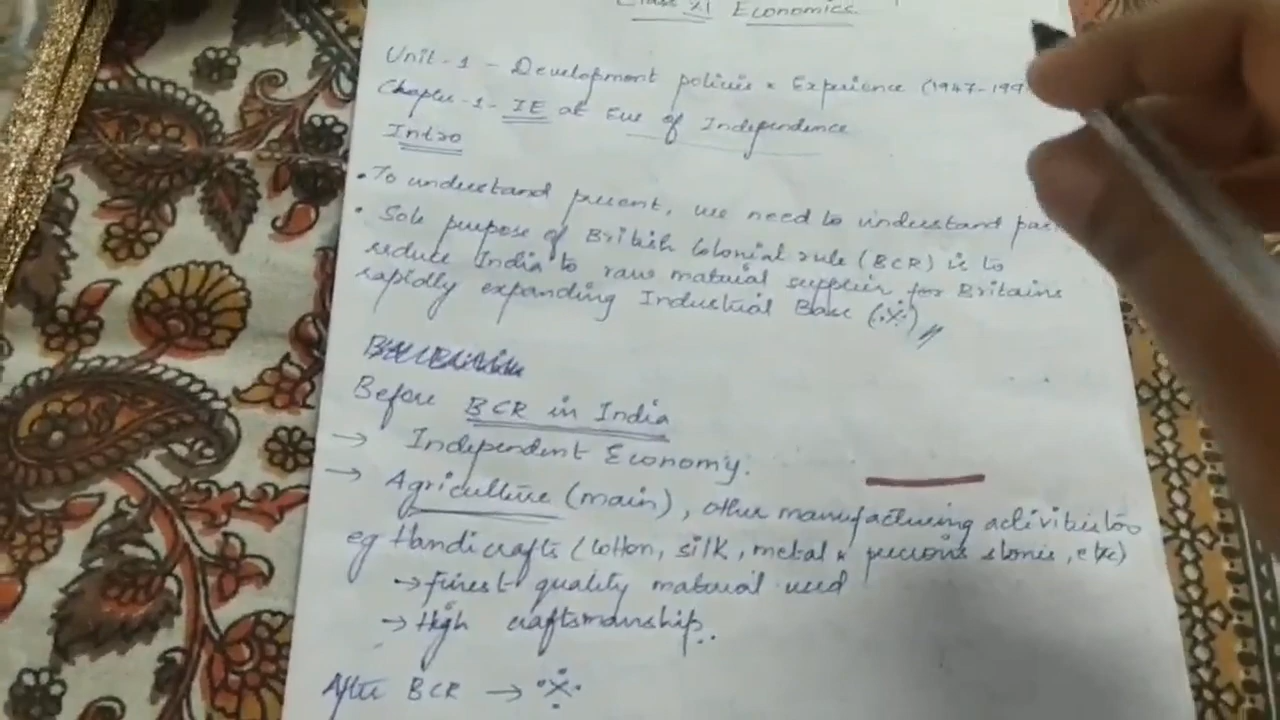 Class XI Economics
Unit-1 - Development policies & Experience (1947-199
Chapter-1- IE at Eve of Independence
Intro
• To understand present, we need to understand pas
• Sole purpose of British Colonial rule (BCR) is to
reduce India to raw material supplier for Britains
rapidly expanding Industrial Base (※)
Before BCR in India
→ Independent Economy.
→ Agriculture (main), other manufacturing activities too
eg Handicrafts (Cotton, silk, metal & precious stones, etc)
→ finest quality material used
→ High craftsmanship.
After BCR → ※